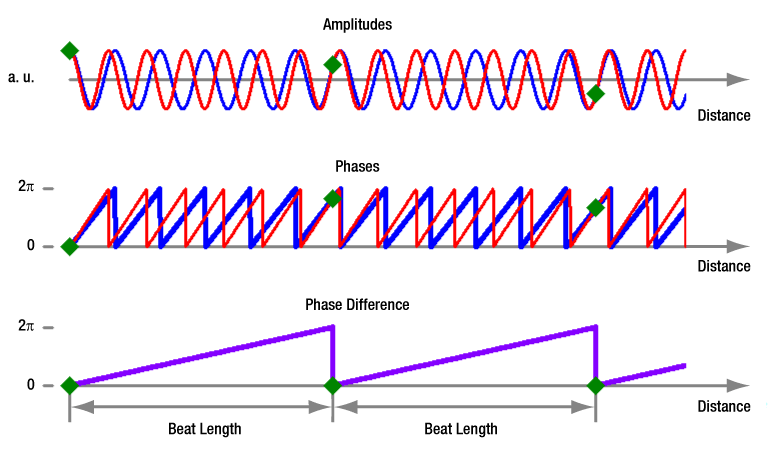 Amplitudes
a. u.
Distance
Phases
2π
0
Distance
Phase Difference
2π
0
Distance
Beat Length
Beat Length